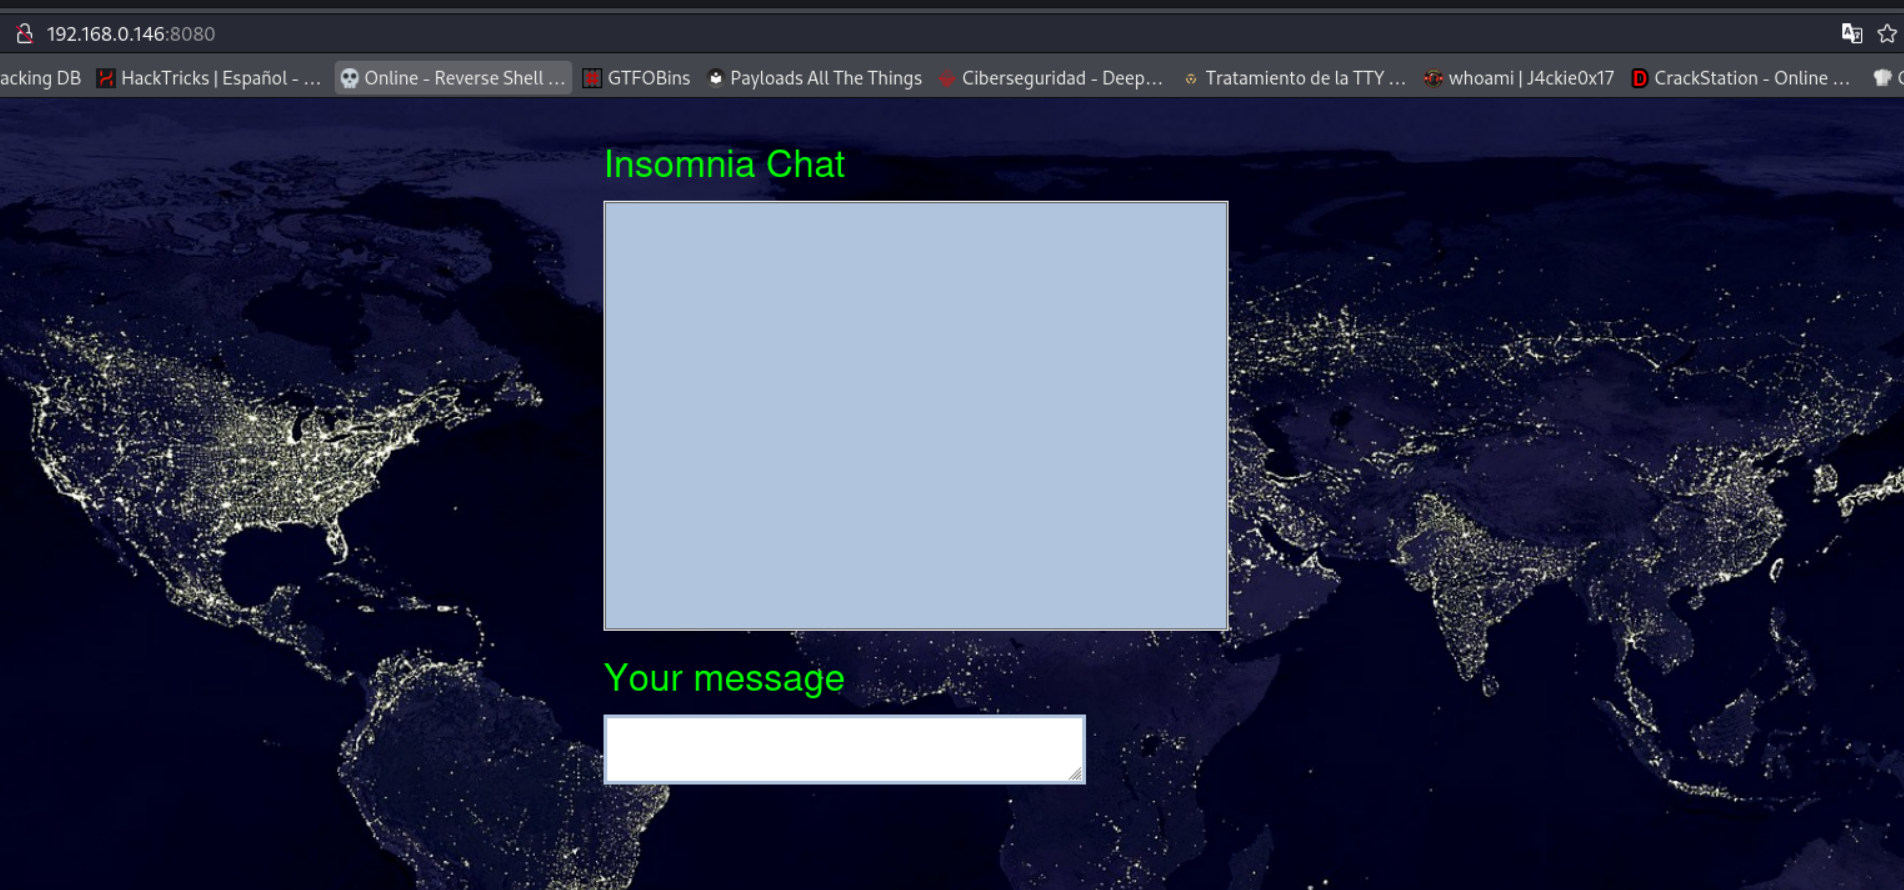 192.168.0.146:8080
acking DB HackTricks | Español - ... Online - Reverse Shell ... GTFOBins Payloads All The Things Ciberseguridad - Deep... Tratamiento de la TTY ... whoami | J4ckie0x17 CrackStation - Online ...
Insomnia Chat
Your message